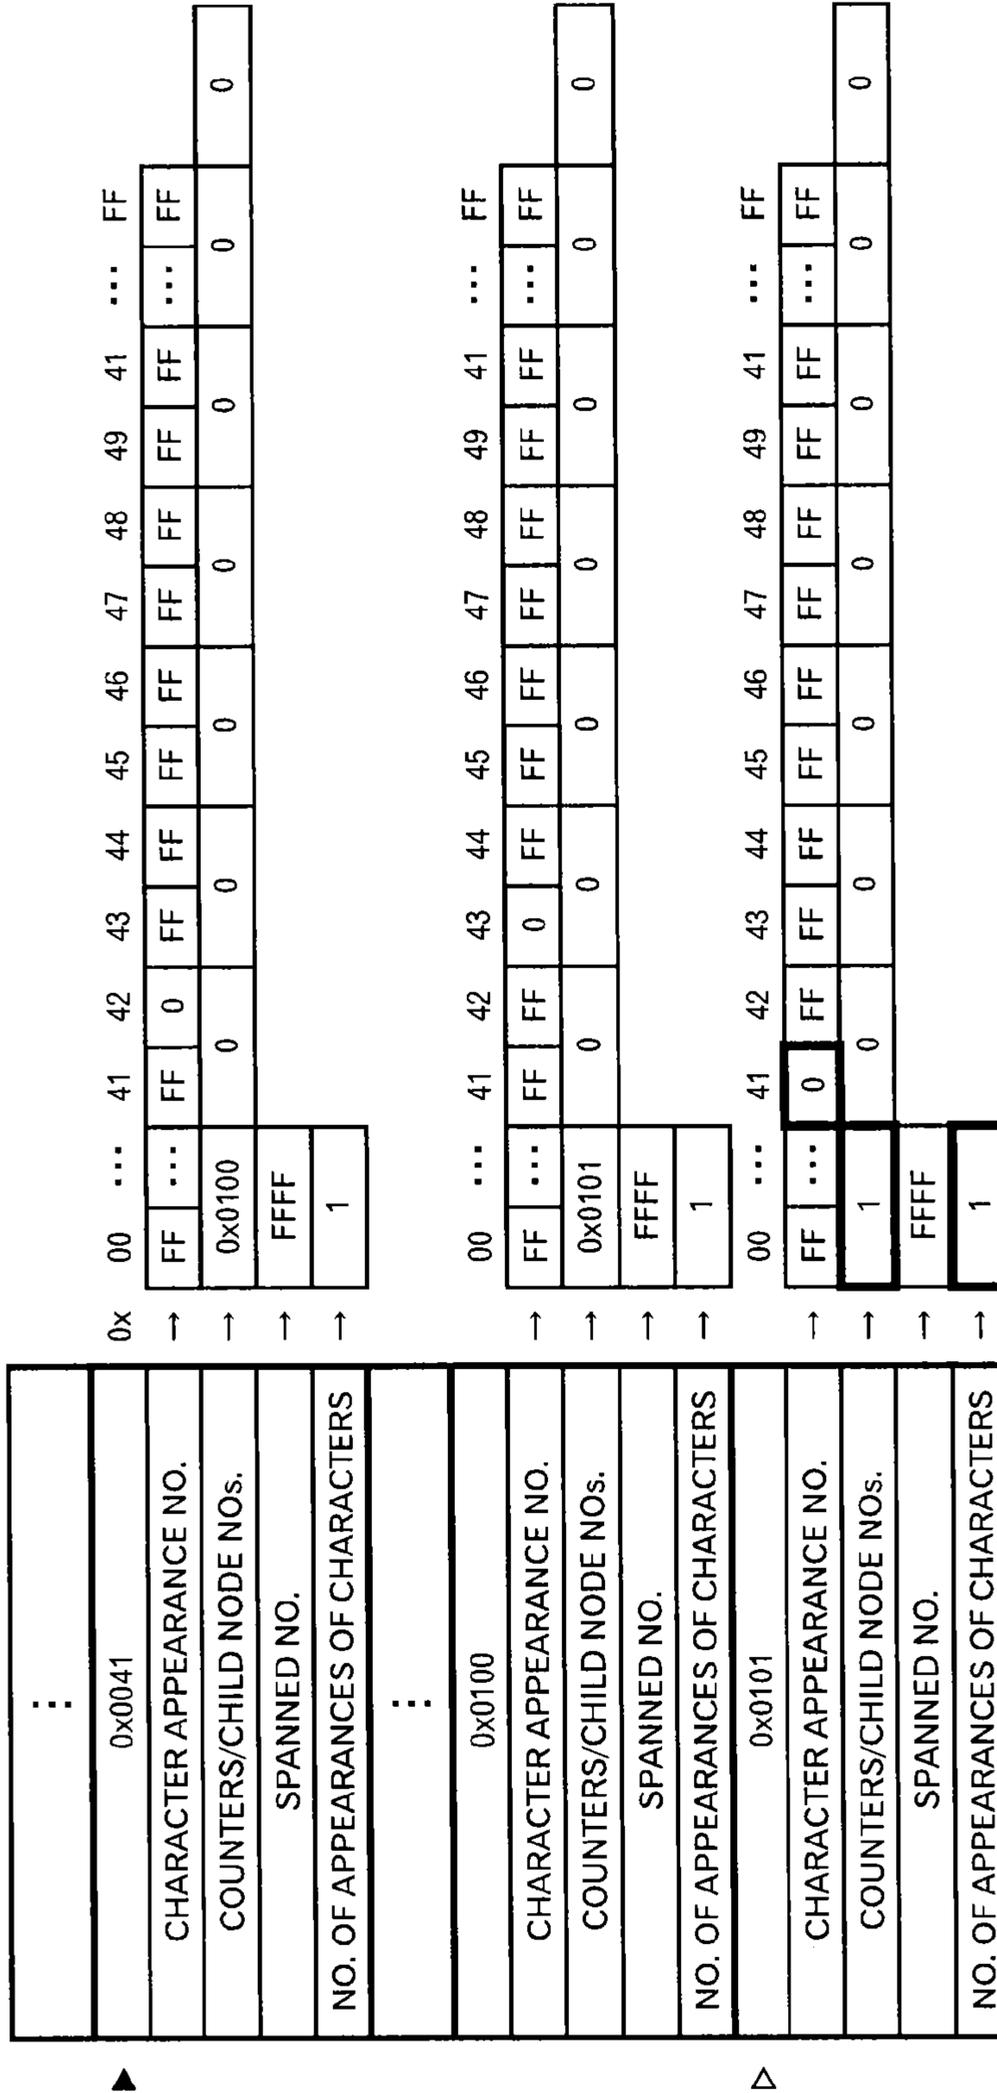 ⋮
▲ 0x0041 0x 00 ... 41 42 43 44 45 46 47 48 49 41 ... FF
CHARACTER APPEARANCE NO. → FF ... FF 0 FF FF FF FF FF FF FF FF ... FF
COUNTERS/CHILD NODE NOs. → 0x0100 0 0 0 0 0 0 0
SPANNED NO. → FFFF
NO. OF APPEARANCES OF CHARACTERS → 1
⋮
0x0100 00 ... 41 42 43 44 45 46 47 48 49 41 ... FF
CHARACTER APPEARANCE NO. → FF ... FF FF 0 FF FF FF FF FF FF FF ... FF
COUNTERS/CHILD NODE NOs. → 0x0101 0 0 0 0 0 0 0
SPANNED NO. → FFFF
NO. OF APPEARANCES OF CHARACTERS → 1
△ 0x0101 00 ... 41 42 43 44 45 46 47 48 49 41 ... FF
CHARACTER APPEARANCE NO. → FF ... 0 FF FF FF FF FF FF FF FF FF ... FF
COUNTERS/CHILD NODE NOs. → 1 0 0 0 0 0 0 0
SPANNED NO. → FFFF
NO. OF APPEARANCES OF CHARACTERS → 1